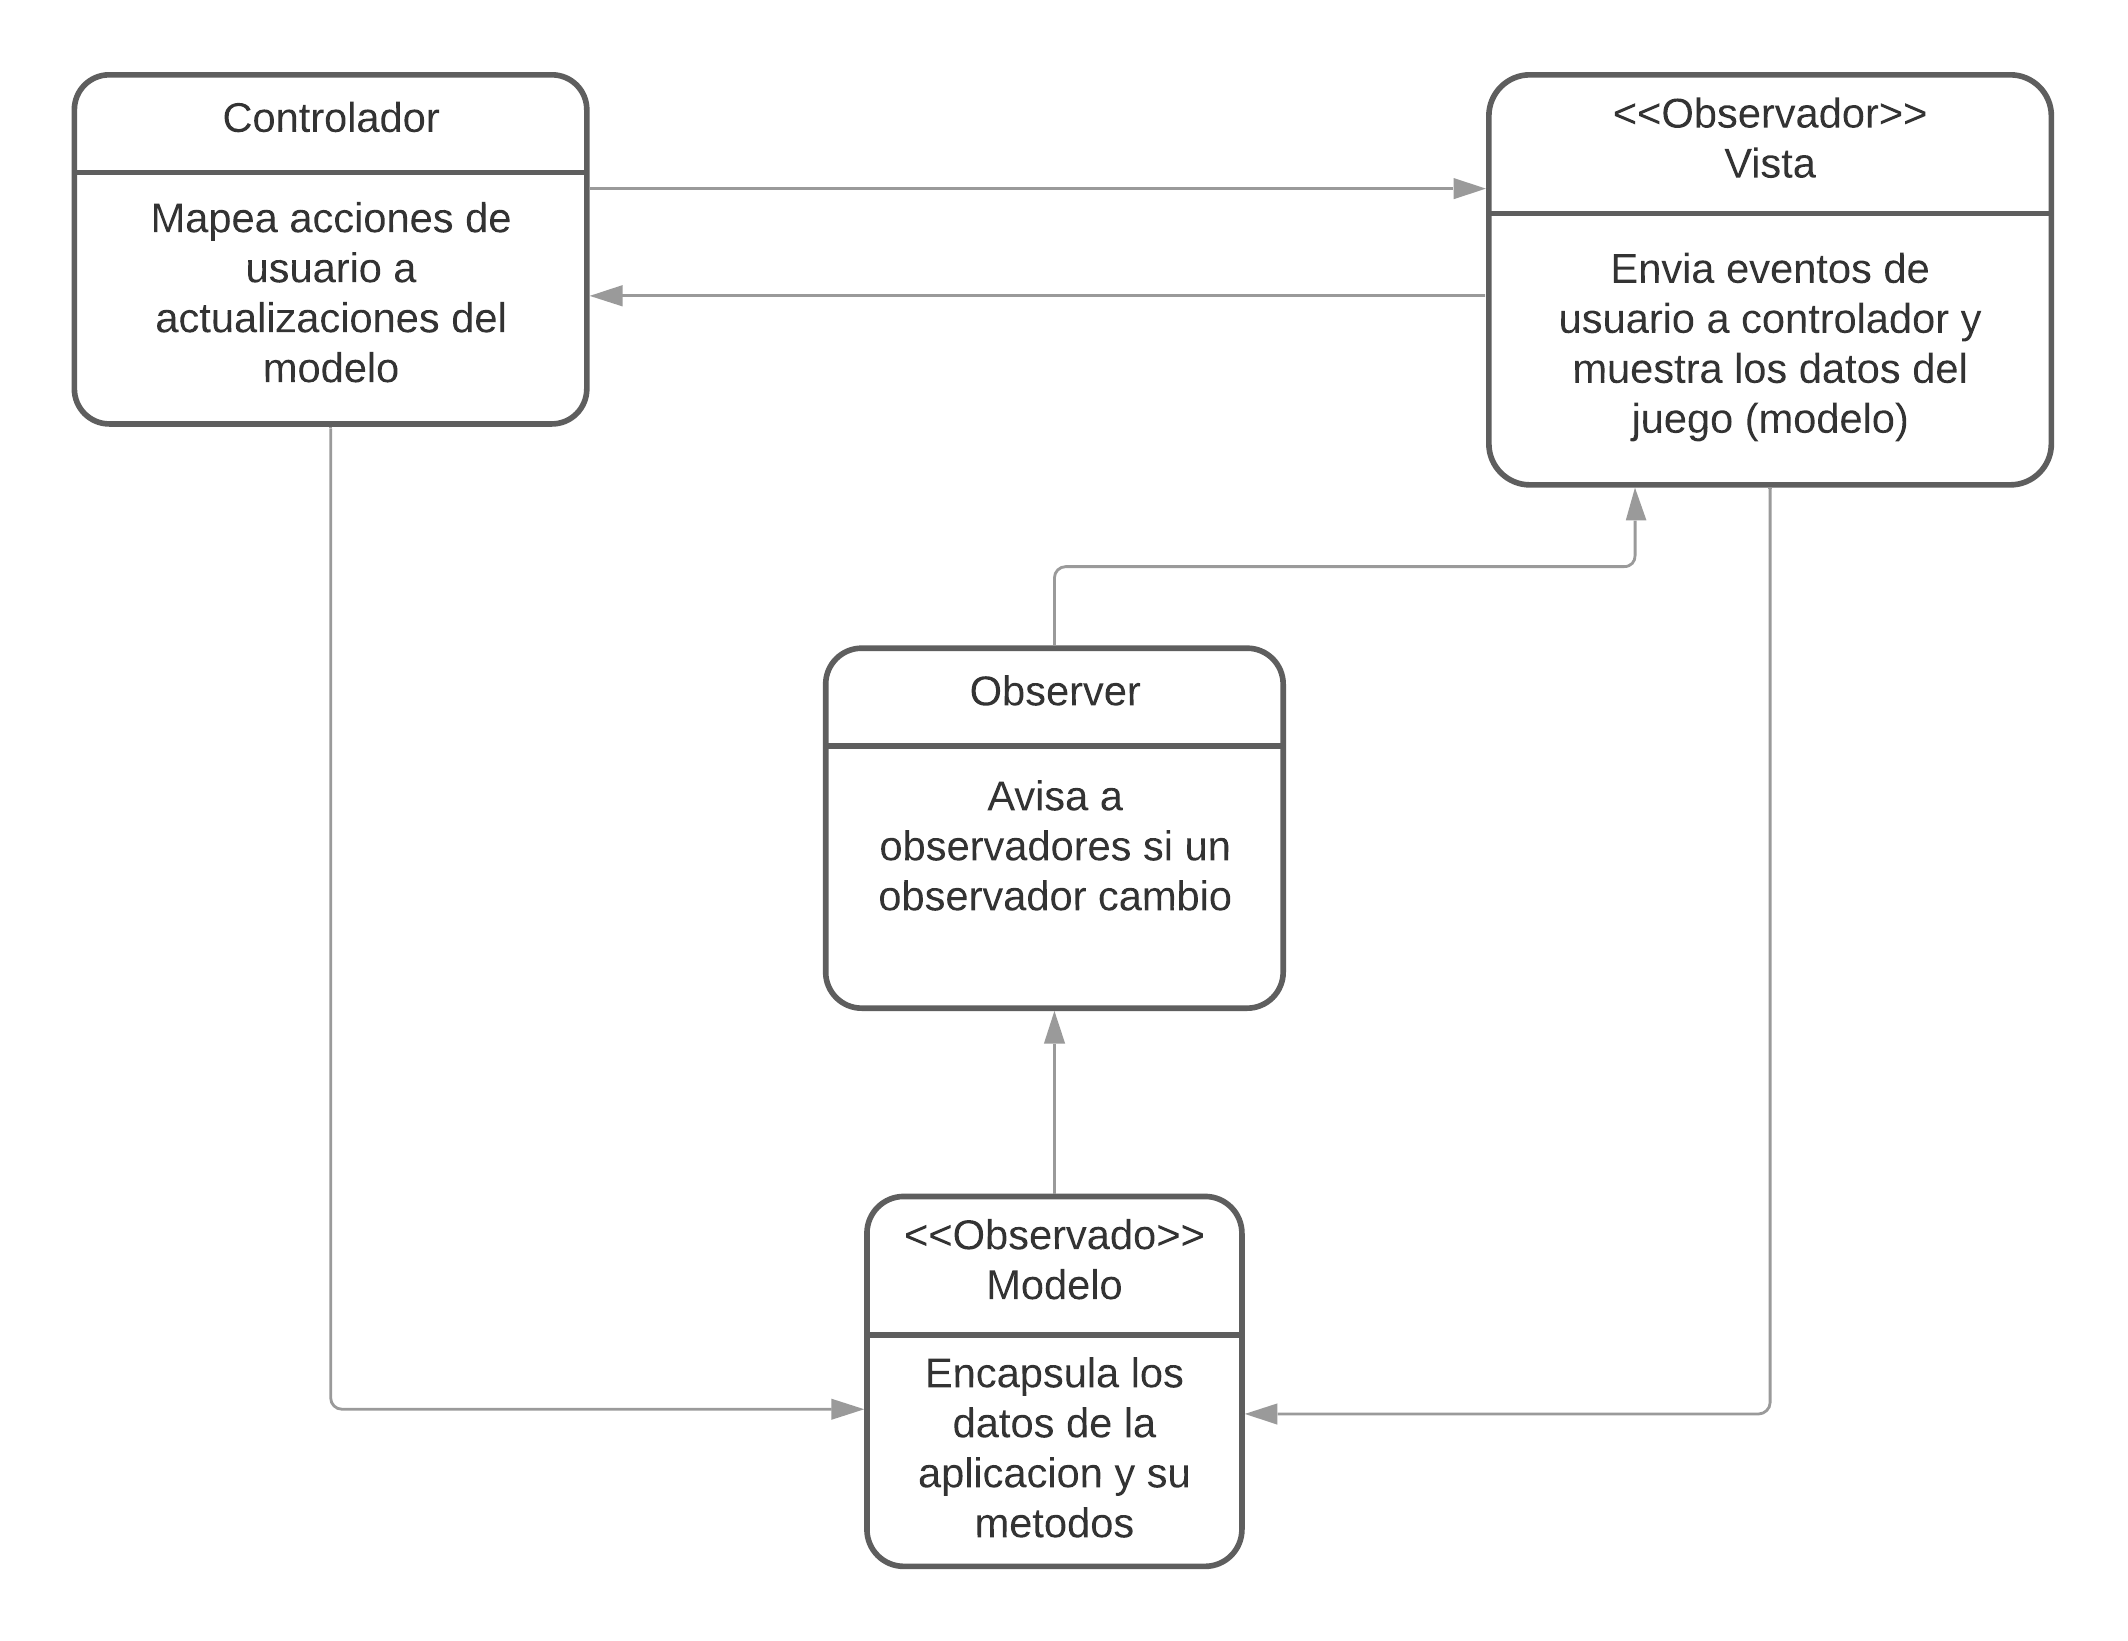 Controlador
Mapea acciones de
usuario a
actualizaciones del
modelo
<<Observador>>
Vista
Envia eventos de
usuario a controlador y
muestra los datos del
juego (modelo)
Observer
Avisa a
observadores si un
observador cambio
<<Observado>>
Modelo
Encapsula los
datos de la
aplicacion y su
metodos